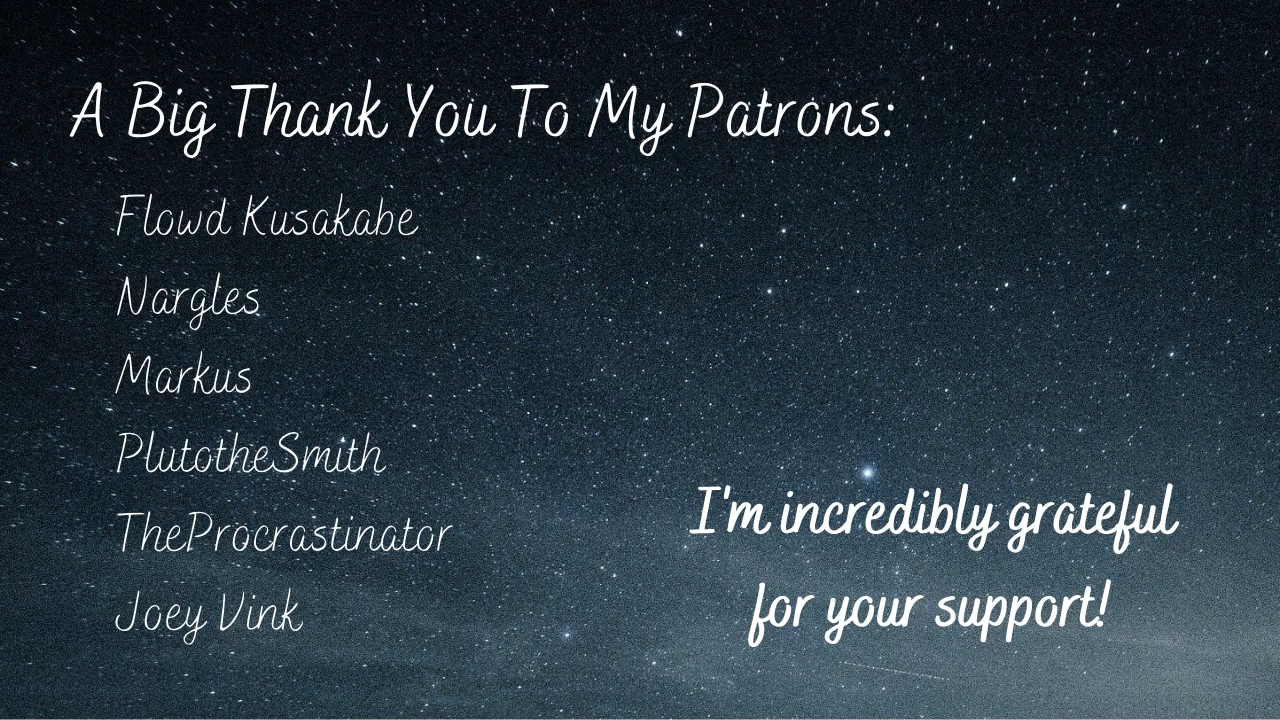 A Big Thank You To My Patrons:
Flowd Kusakabe
Nargles
Markus
PlutotheSmith
TheProcrastinator
Joey Vink
I'm incredibly grateful
for your support!